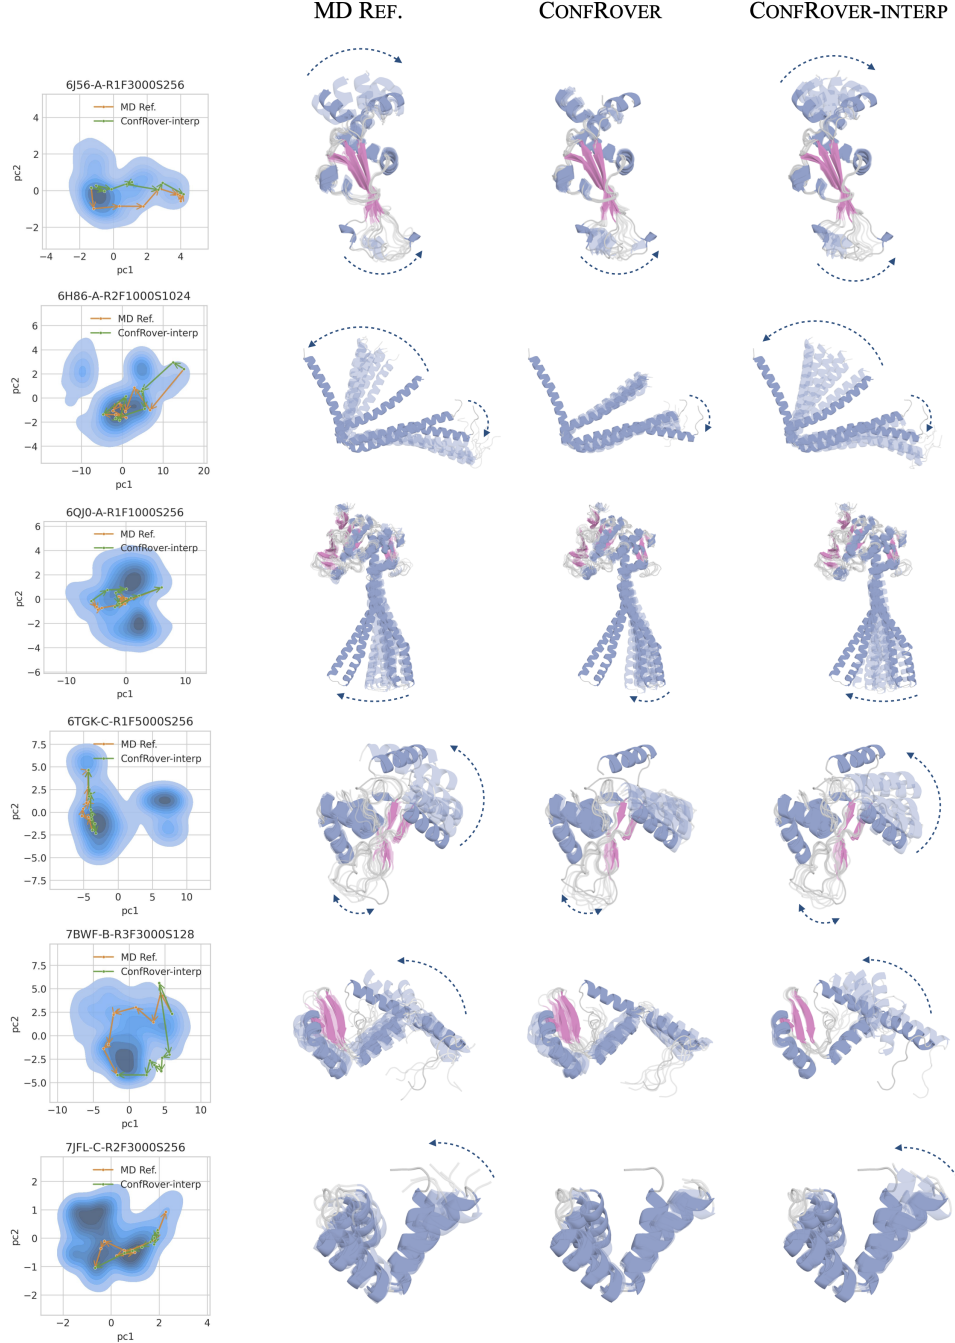 MD REF. CONFROVER CONFROVER-INTERP
6J56-A-R1F3000S256
MD Ref.
ConfRover-interp
4
2
0
−2
pc2
−4 −2 0 2 4
pc1
6H86-A-R2F1000S1024
MD Ref.
ConfRover-interp
6
4
2
0
−2
−4
pc2
−10 0 10 20
pc1
6QJ0-A-R1F1000S256
MD Ref.
ConfRover-interp
6
4
2
0
−2
−4
−6
pc2
−10 0 10
pc1
6TGK-C-R1F5000S256
MD Ref.
ConfRover-interp
7.5
5.0
2.5
0.0
−2.5
−5.0
−7.5
pc2
−5 0 5 10
pc1
7BWF-B-R3F3000S128
MD Ref.
ConfRover-interp
7.5
5.0
2.5
0.0
−2.5
−5.0
pc2
−10 −5 0 5 10
pc1
7JFL-C-R2F3000S256
MD Ref.
ConfRover-interp
2
1
0
−1
−2
pc2
−2 0 2 4
pc1